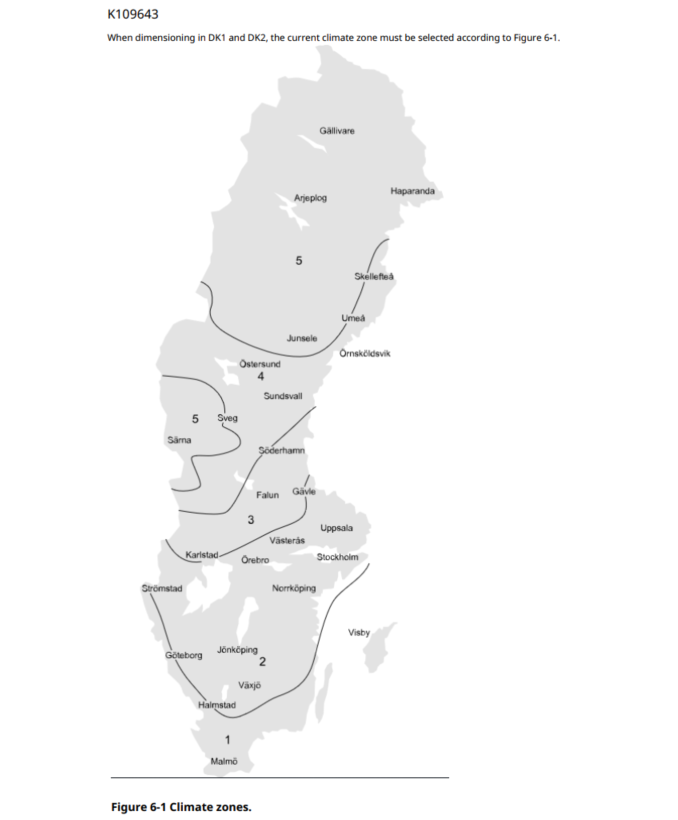 K109643
When dimensioning in DK1 and DK2, the current climate zone must be selected according to Figure 6-1.
Gällivare
Haparanda
Arjeplog
5
Skellefteå
Umeå
Junsele
Örnsköldsvik
Östersund
4
Sundsvall
5
Sveg
Särna
Söderhamn
Falun
Gävle
3
Uppsala
Västerås
Karlstad
Örebro
Stockholm
Strömstad
Norrköping
Visby
Göteborg
Jönköping
2
Växjö
Halmstad
1
Malmö
Figure 6-1 Climate zones.